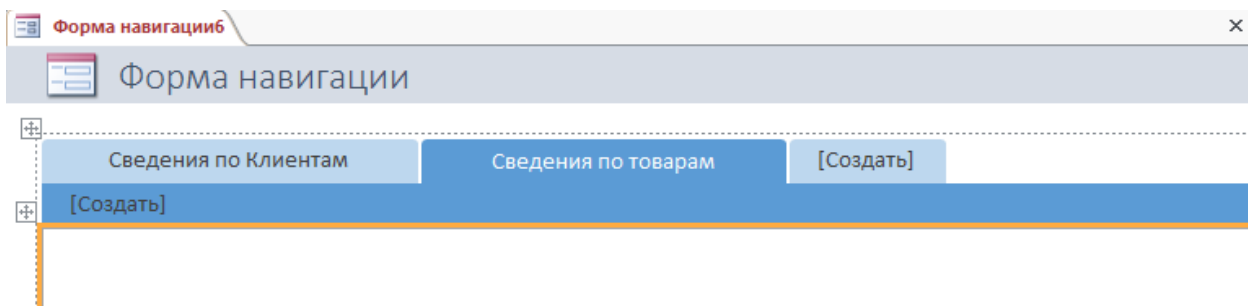 Форма навигации6
Форма навигации
Сведения по Клиентам Сведения по товарам [Создать]
[Создать]